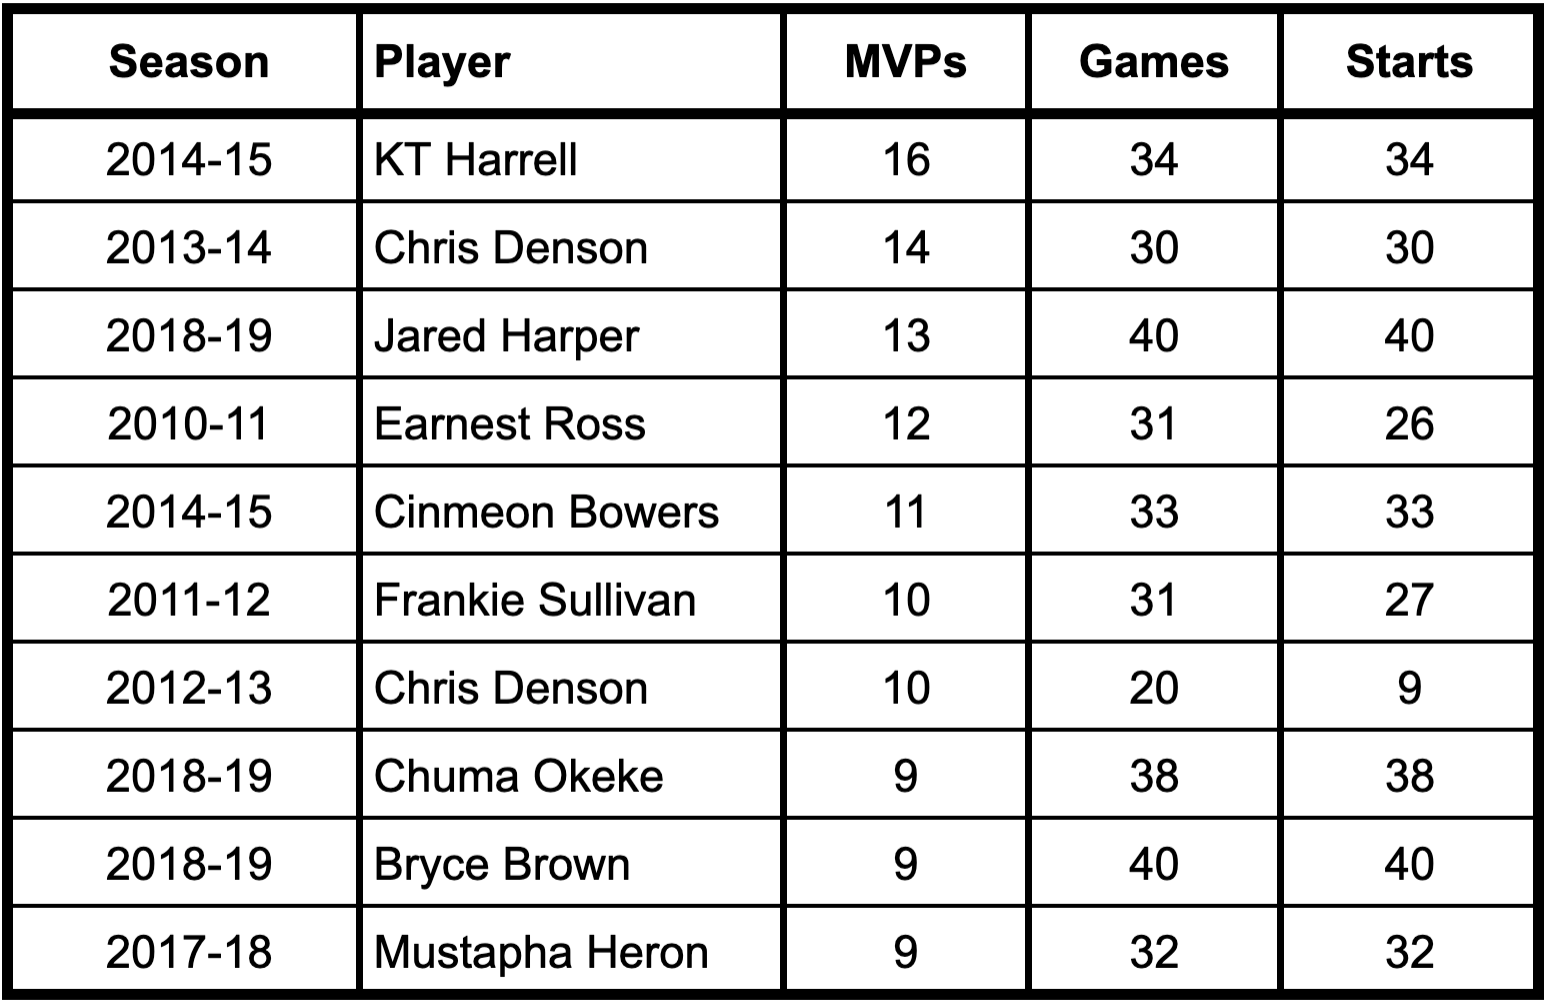 Season Player MVPs Games Starts
2014-15 KT Harrell 16 34 34
2013-14 Chris Denson 14 30 30
2018-19 Jared Harper 13 40 40
2010-11 Earnest Ross 12 31 26
2014-15 Cinmeon Bowers 11 33 33
2011-12 Frankie Sullivan 10 31 27
2012-13 Chris Denson 10 20 9
2018-19 Chuma Okeke 9 38 38
2018-19 Bryce Brown 9 40 40
2017-18 Mustapha Heron 9 32 32